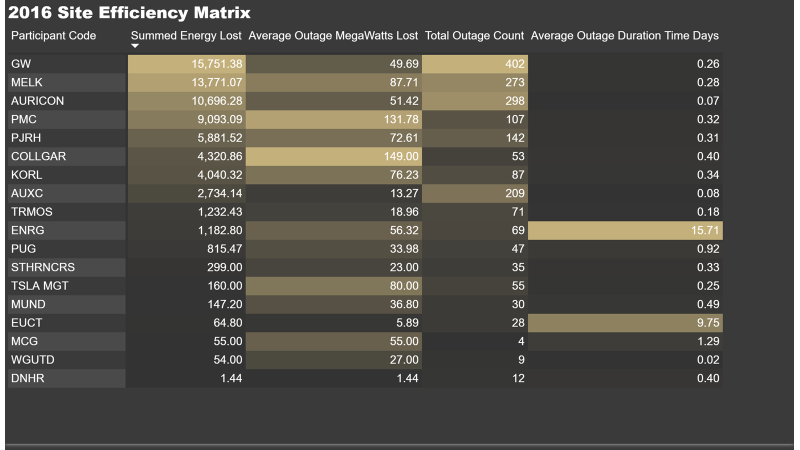 2016 Site Efficiency Matrix
Participant Code Summed Energy Lost Average Outage MegaWatts Lost Total Outage Count Average Outage Duration Time Days
GW 15,751.38 49.69 402 0.26
MELK 13,771.07 87.71 273 0.28
AURICON 10,696.28 51.42 298 0.07
PMC 9,093.09 131.78 107 0.32
PJRH 5,881.52 72.61 142 0.31
COLLGAR 4,320.86 149.00 53 0.40
KORL 4,040.32 76.23 87 0.34
AUXC 2,734.14 13.27 209 0.08
TRMOS 1,232.43 18.96 71 0.18
ENRG 1,182.80 56.32 69 15.71
PUG 815.47 33.98 47 0.92
STHRNCRS 299.00 23.00 35 0.33
TSLA MGT 160.00 80.00 55 0.25
MUND 147.20 36.80 30 0.49
EUCT 64.80 5.89 28 9.75
MCG 55.00 55.00 4 1.29
WGUTD 54.00 27.00 9 0.02
DNHR 1.44 1.44 12 0.40